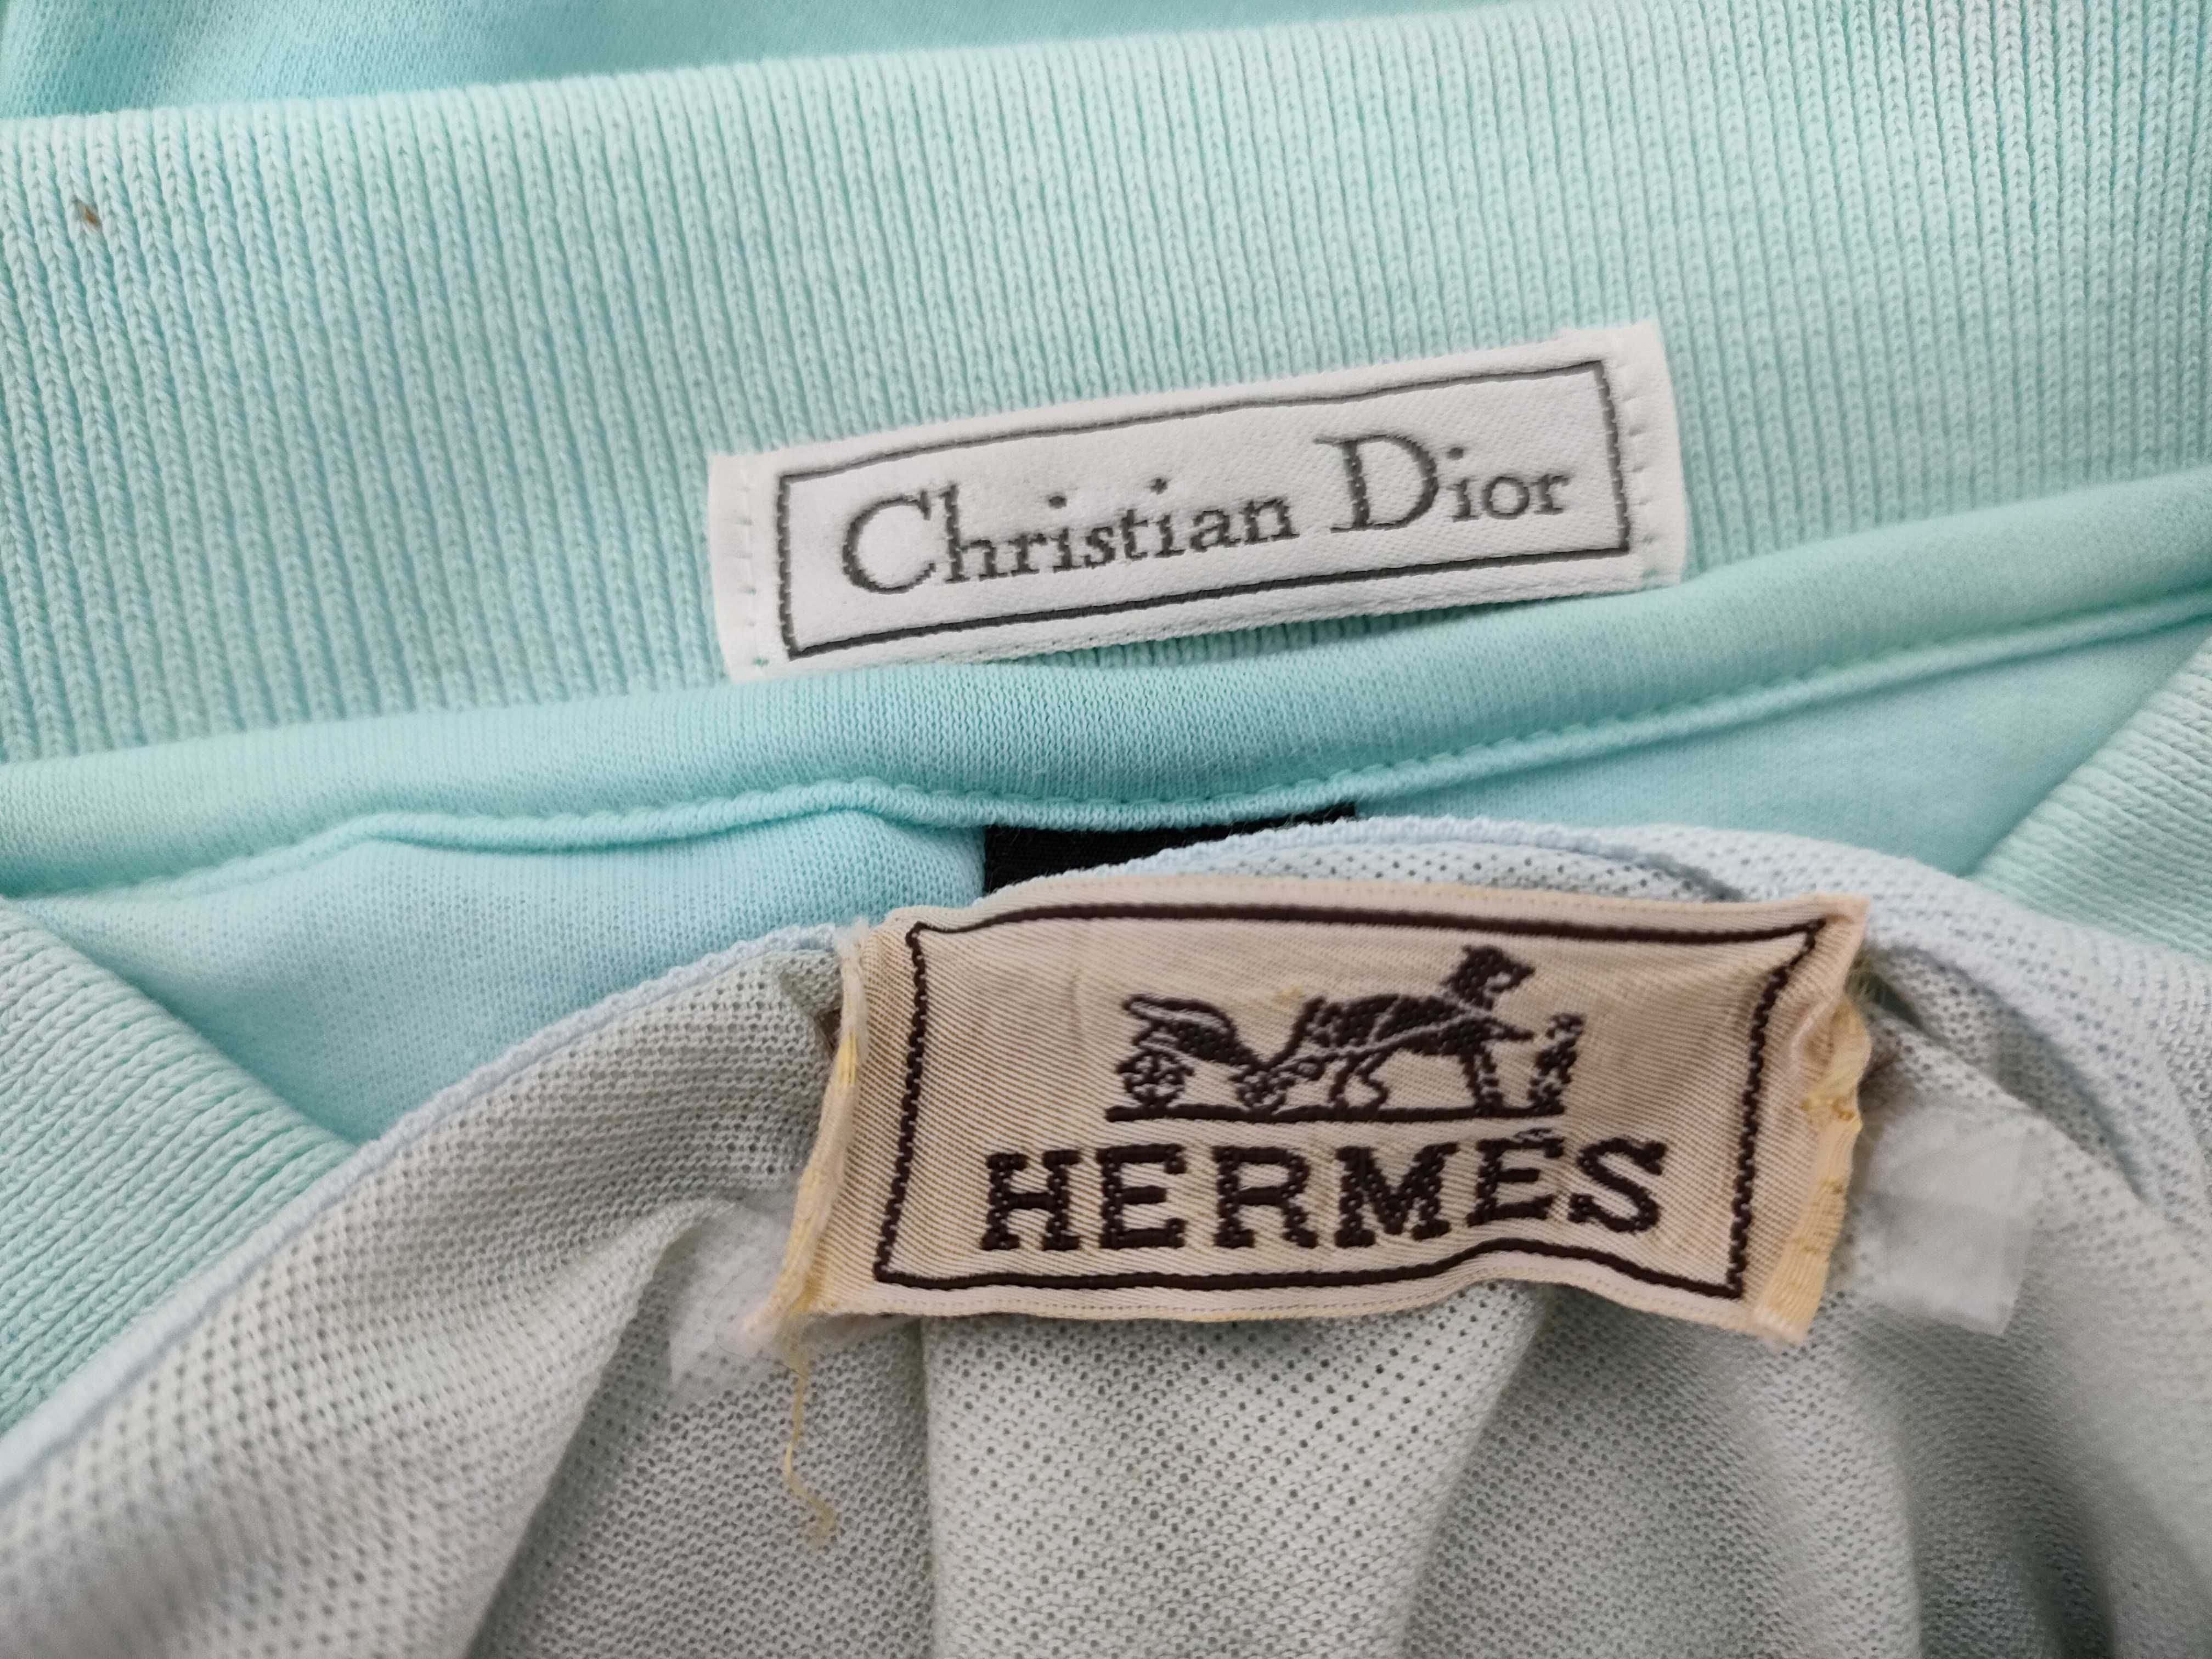 Christian Dior
HERMÈS